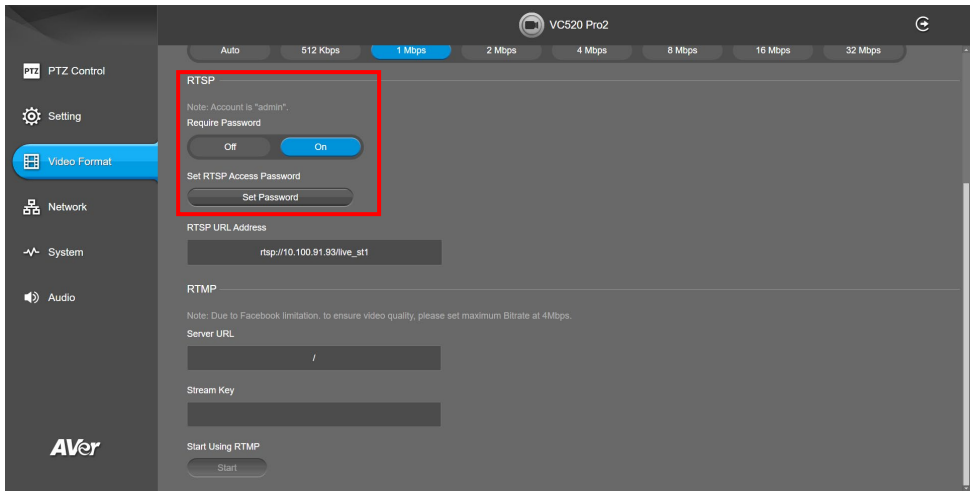 VC520 Pro2
Auto 512 Kbps 1 Mbps 2 Mbps 4 Mbps 8 Mbps 16 Mbps 32 Mbps
PTZ PTZ Control
Setting
Video Format
Network
System
Audio
AVer
RTSP
Note: Account is "admin".
Require Password
Off On
Set RTSP Access Password
Set Password
RTSP URL Address
rtsp://10.100.91.93/live_st1
RTMP
Note: Due to Facebook limitation. to ensure video quality, please set maximum Bitrate at 4Mbps.
Server URL
/
Stream Key
Start Using RTMP
Start